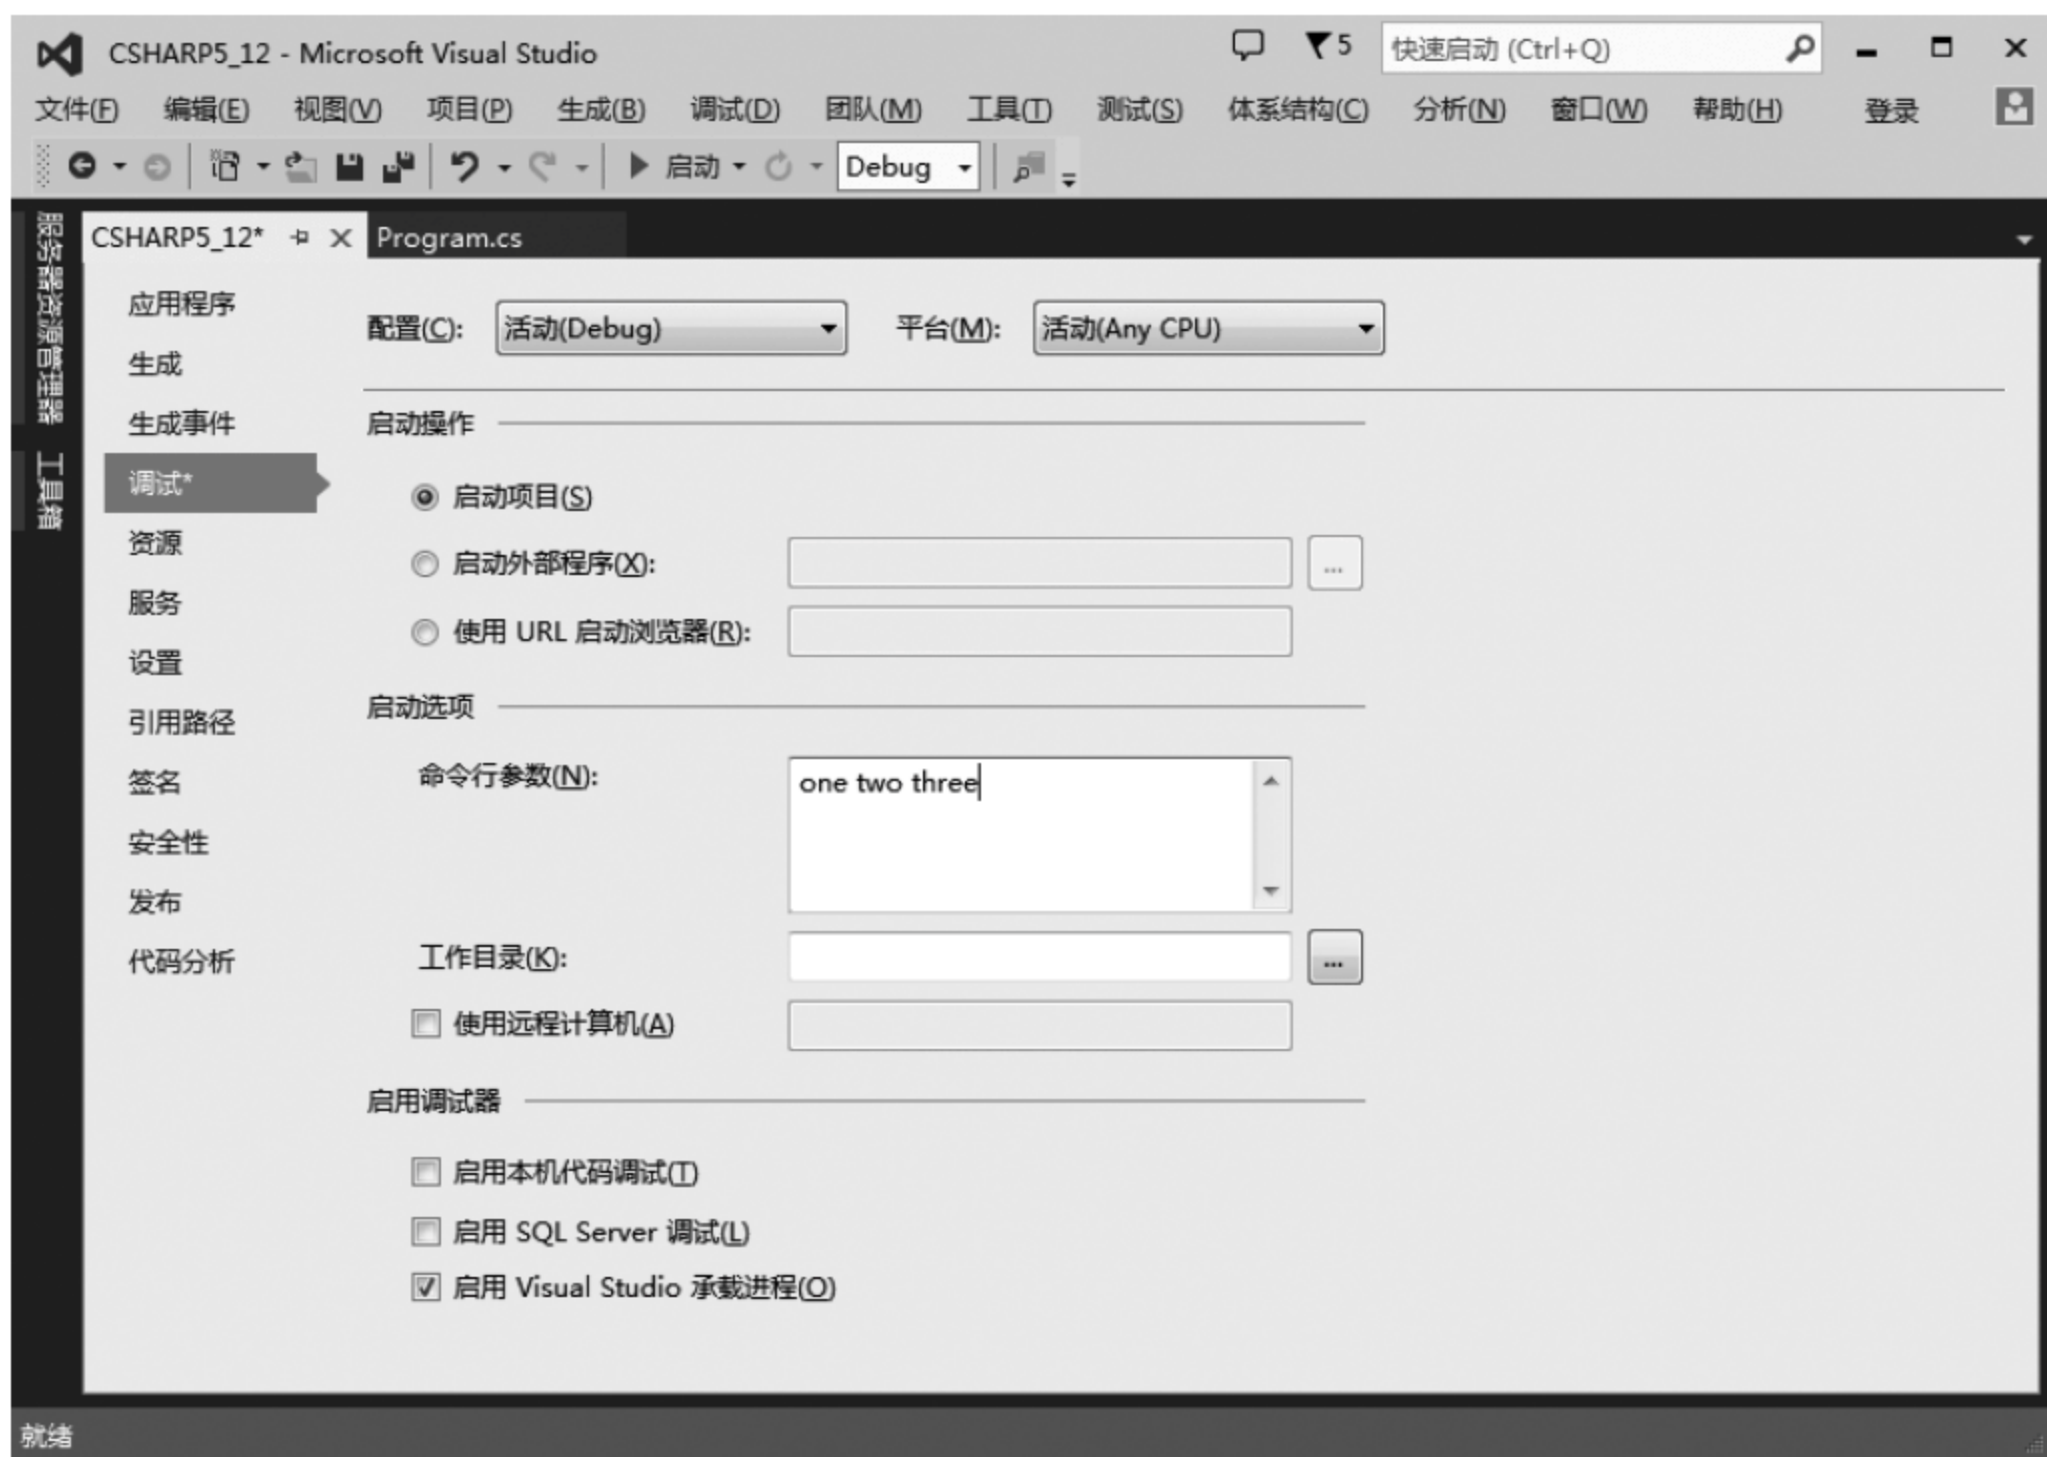 CSHARP5_12 - Microsoft Visual Studio
5
快速启动 (Ctrl+Q)
文件(F) 编辑(E) 视图(V) 项目(P) 生成(B) 调试(D) 团队(M) 工具(T) 测试(S) 体系结构(C) 分析(N) 窗口(W) 帮助(H) 登录
启动 Debug
服务器资源管理器
工具箱
CSHARP5_12* Program.cs
应用程序
生成
生成事件
调试*
资源
服务
设置
引用路径
签名
安全性
发布
代码分析
配置(C): 活动(Debug) 平台(M): 活动(Any CPU)
启动操作
启动项目(S)
启动外部程序(X): ...
使用 URL 启动浏览器(R):
启动选项
命令行参数(N): one two three
工作目录(K): ...
使用远程计算机(A)
启用调试器
启用本机代码调试(T)
启用 SQL Server 调试(L)
启用 Visual Studio 承载进程(O)
就绪